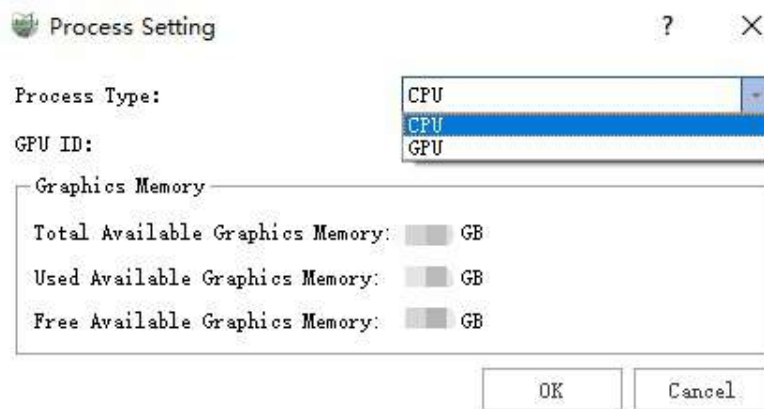 Process Setting ? ×
Process Type: CPU
CPU
GPU ID: GPU
Graphics Memory
Total Available Graphics Memory: GB
Used Available Graphics Memory: GB
Free Available Graphics Memory: GB
OK Cancel